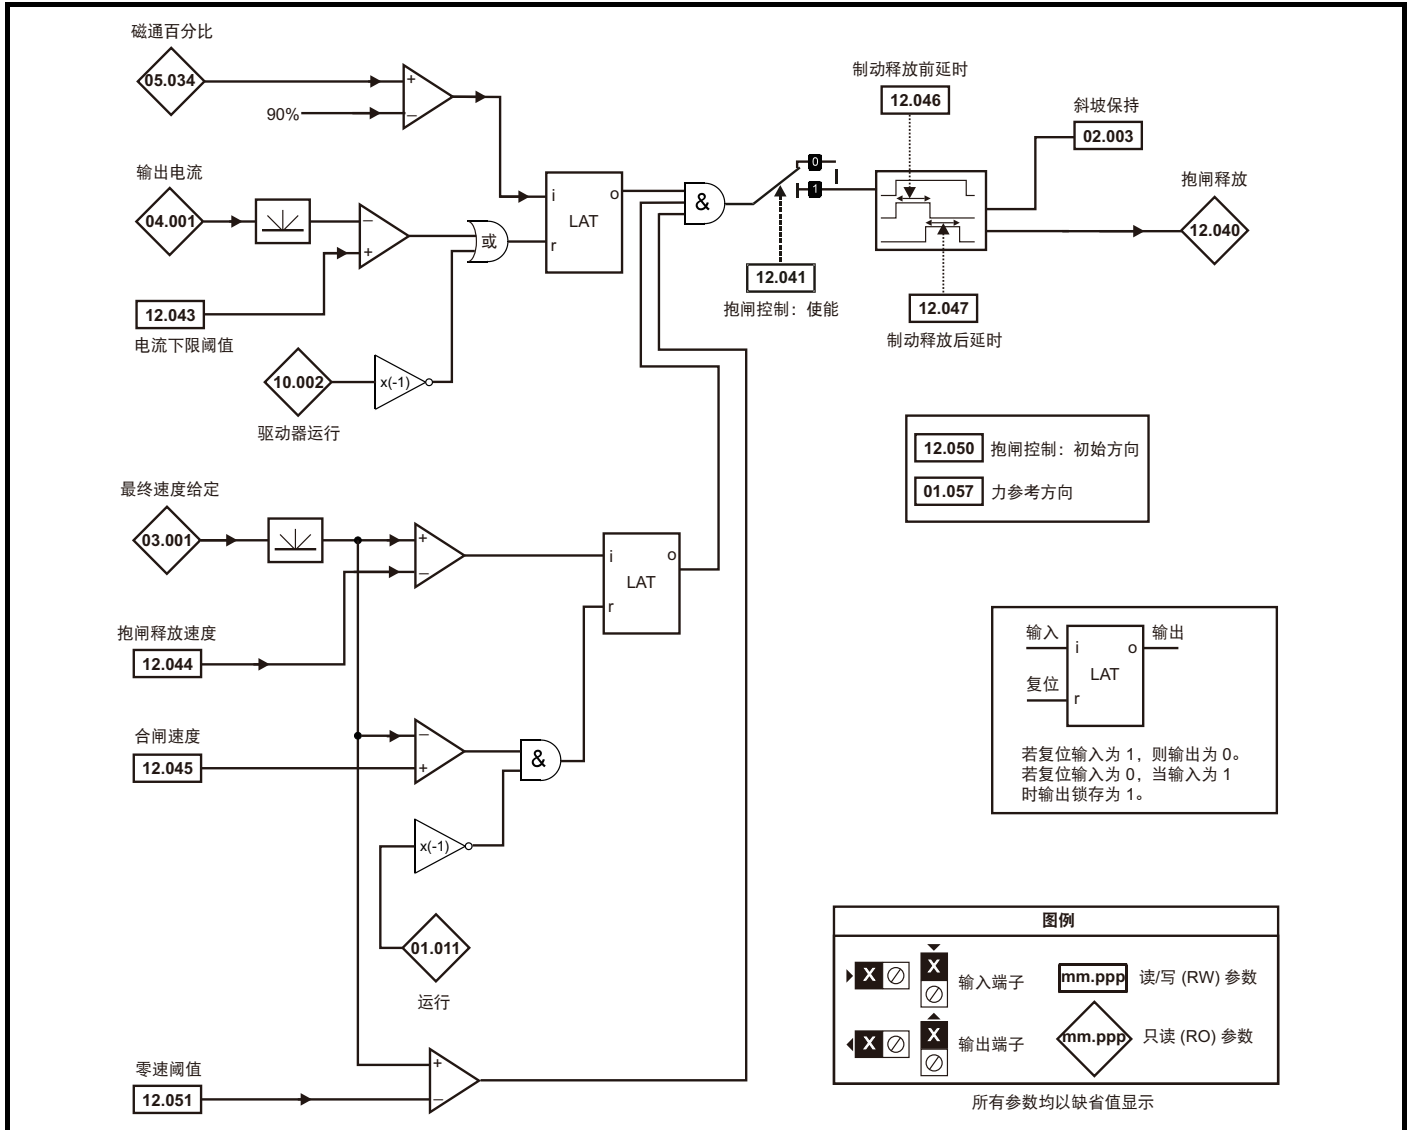 磁通百分比
05.034
+
90%
−
输出电流
04.001
−
+
12.043
电流下限阈值
或
10.002
x(-1)
驱动器运行
i
o
LAT
r
&
0
1
12.041
抱闸控制：使能
制动释放前延时
12.046
斜坡保持
02.003
抱闸释放
12.040
12.047
制动释放后延时
12.050 抱闸控制：初始方向
01.057 力参考方向
最终速度给定
03.001
+
−
i
o
LAT
r
抱闸释放速度
12.044
合闸速度
12.045
−
+
&
x(-1)
01.011
运行
零速阈值
12.051
+
−
输入
i
o
输出
LAT
复位
r
若复位输入为 1，则输出为 0。
若复位输入为 0，当输入为 1
时输出锁存为 1。
图例
X
X
输入端子
mm.ppp 读/写 (RW) 参数
X
X
输出端子
mm.ppp 只读 (RO) 参数
所有参数均以缺省值显示